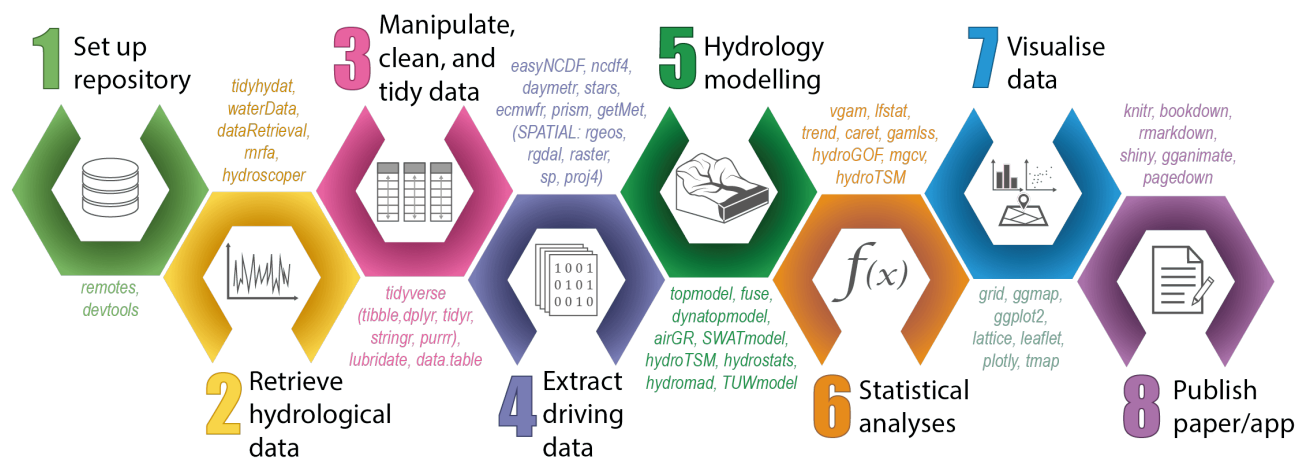 1 Set up
repository
remotes,
devtools
tidyhydat,
waterData,
dataRetrieval,
rnrfa,
hydroscoper
2 Retrieve
hydrological
data
3 Manipulate,
clean, and
tidy data
tidyverse
(tibble,dplyr, tidyr,
stringr, purrr),
lubridate, data.table
easyNCDF, ncdf4,
daymetr, stars,
ecmwfr, prism, getMet,
(SPATIAL: rgeos,
rgdal, raster,
sp, proj4)
1001
0101
0010
4 Extract
driving
data
5 Hydrology
modelling
topmodel, fuse,
dynatopmodel,
airGR, SWATmodel,
hydroTSM, hydrostats,
hydromad, TUWmodel
vgam, lfstat,
trend, caret, gamlss,
hydroGOF, mgcv,
hydroTSM
f(x)
6 Statistical
analyses
7 Visualise
data
grid, ggmap,
ggplot2,
lattice, leaflet,
plotly, tmap
knitr, bookdown,
rmarkdown,
shiny, gganimate,
pagedown
8 Publish
paper/app